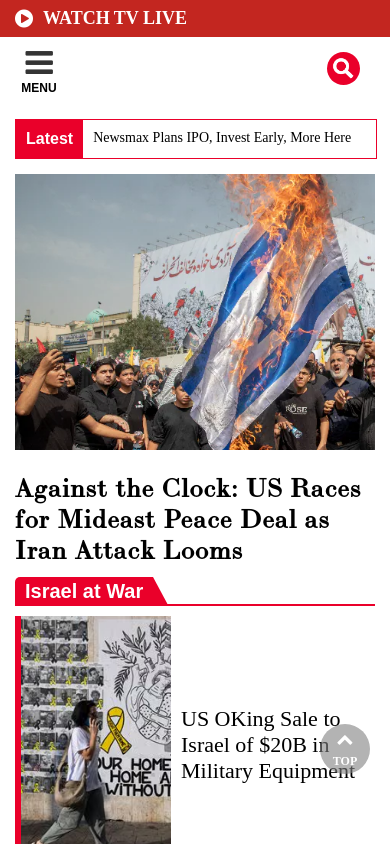 WATCH TV LIVE
MENU
Latest
Newsmax Plans IPO, Invest Early, More Here
Against the Clock: US Races
for Mideast Peace Deal as
Iran Attack Looms
Israel at War
OUR HOME
HOME A
WITHOUT
US OKing Sale to
Israel of $20B in
Military Equipment
TOP